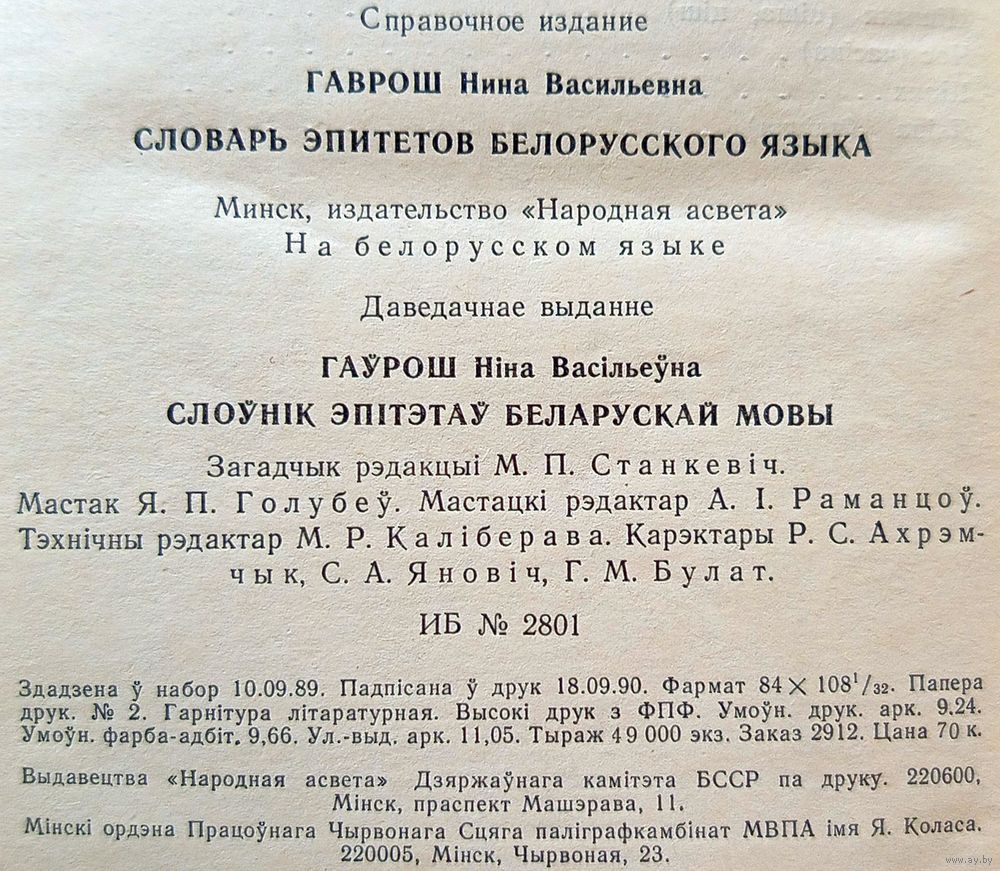 Справочное издание
ГАВРОШ Нина Васильевна
СЛОВАРЬ ЭПИТЕТОВ БЕЛОРУССКОГО ЯЗЫКА
Минск, издательство «Народная асвета»
На белорусском языке
Даведачнае выданне
ГАЎРОШ Ніна Васільеўна
СЛОЎНІК ЭПІТЭТАЎ БЕЛАРУСКАЙ МОВЫ
Загадчык рэдакцыі М. П. Станкевіч.
Мастак Я. П. Голубеў. Мастацкі рэдактар А. І. Раманцоў.
Тэхнічны рэдактар М. Р. Каліберава. Карэктары Р. С. Ахрэм-
чык, С. А. Яновіч, Г. М. Булат.
ИБ № 2801
Здадзена ў набор 10.09.89. Падпісана ў друк 18.09.90. Фармат 84×108¹/₃₂. Папера
друк. № 2. Гарнітура літаратурная. Высокі друк з ФПФ. Умоўн. друк. арк. 9.24.
Умоўн. фарба-адбіт. 9,66. Ул.-выд. арк. 11,05. Тыраж 49 000 экз. Заказ 2912. Цана 70 к.
Выдавецтва «Народная асвета» Дзяржаўнага камітэта БССР па друку. 220600,
Мінск, праспект Машэрава, 11.
Мінскі ордэна Працоўнага Чырвонага Сцяга паліграфкамбінат МВПА імя Я. Коласа.
220005, Мінск, Чырвоная, 23.
www.ay.by